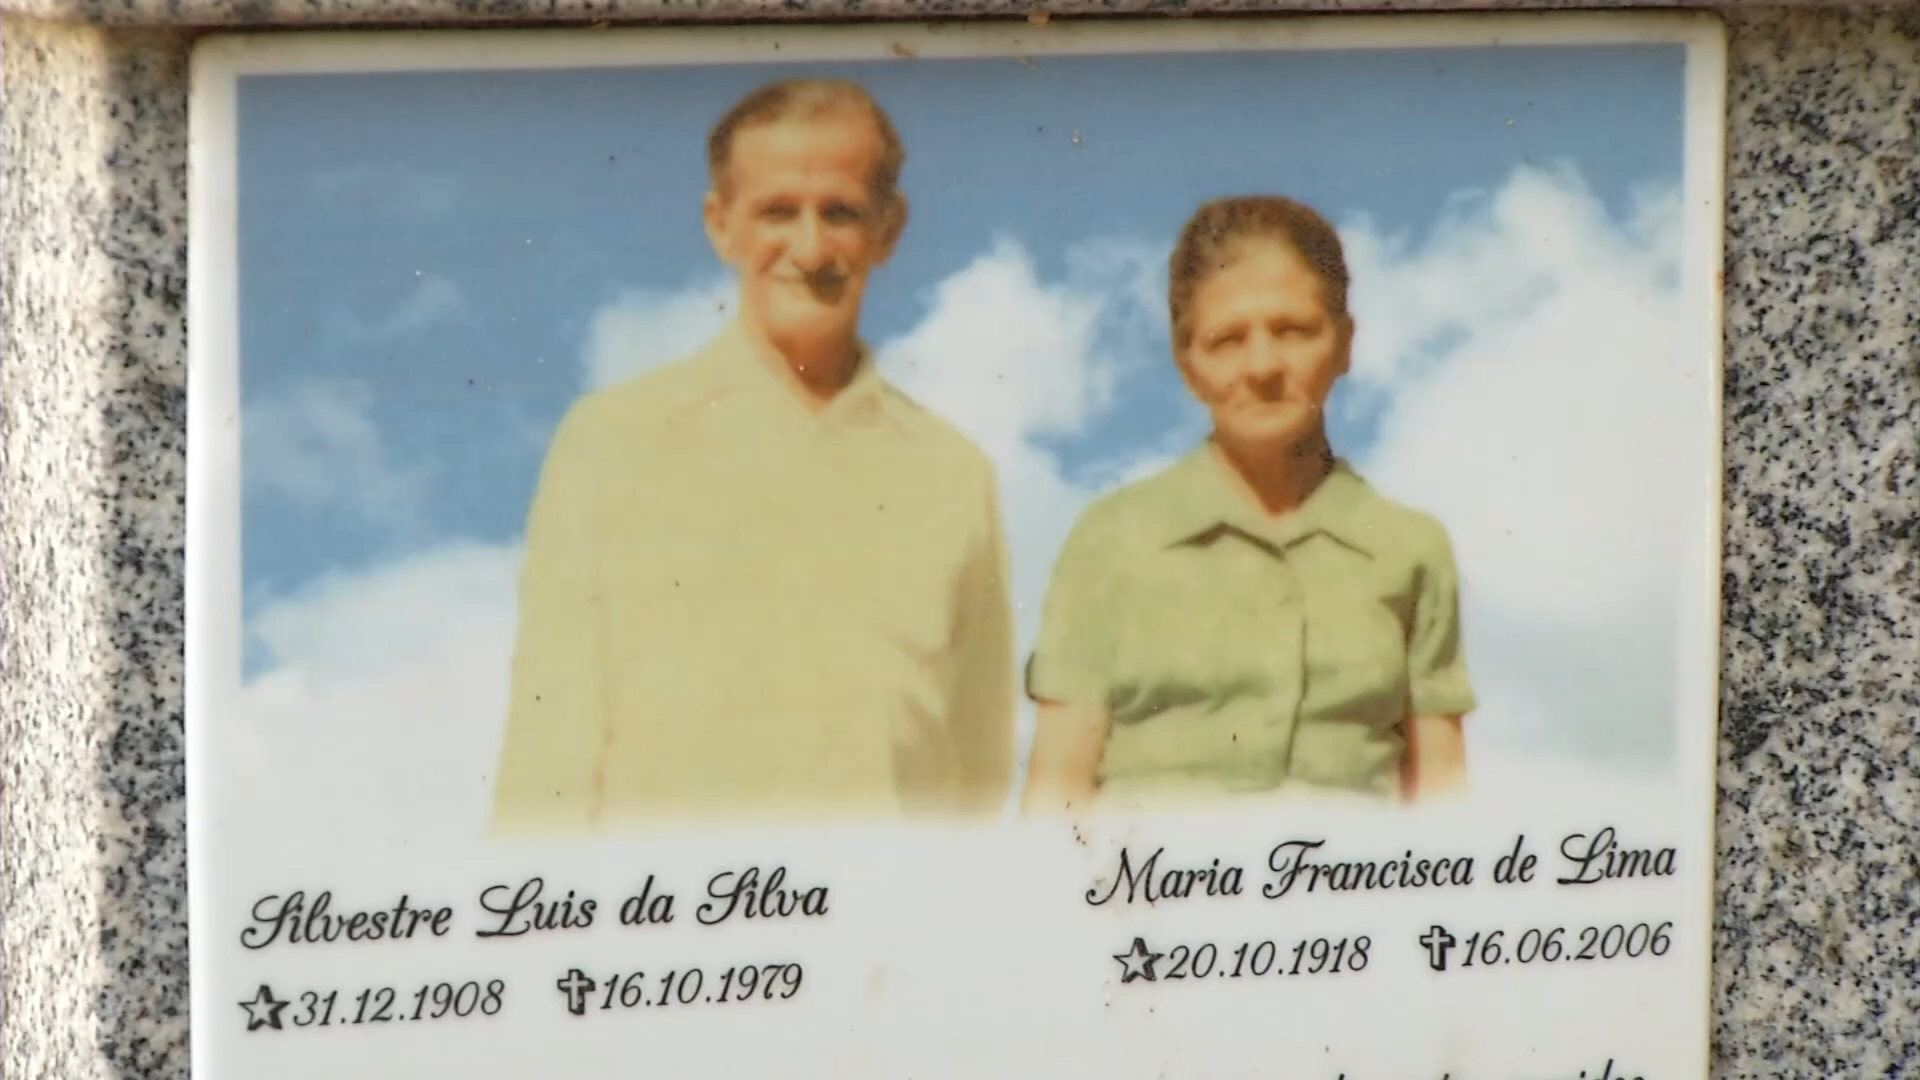 Silvestre Luis da Silva
☆31.12.1908 ✝16.10.1979
Maria Francisca de Lima
☆20.10.1918 ✝16.06.2006